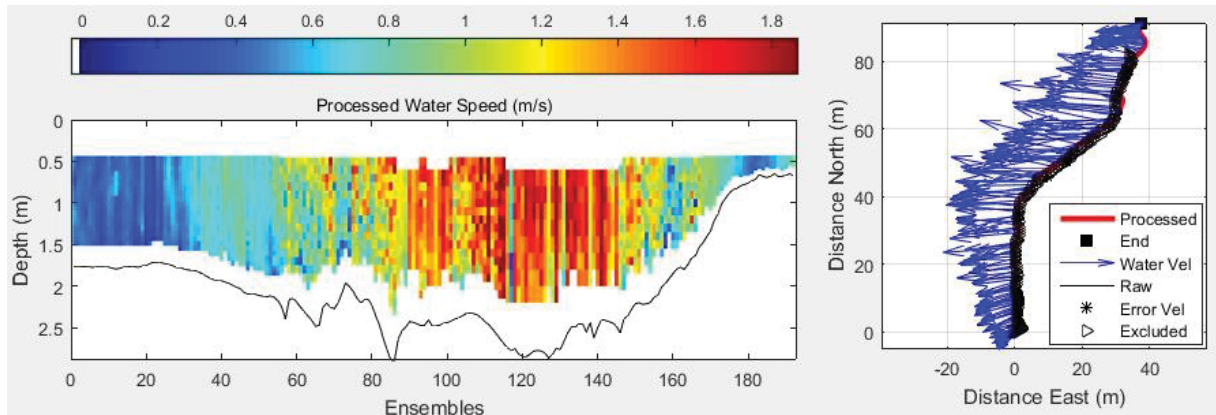 0 0.2 0.4 0.6 0.8 1 1.2 1.4 1.6 1.8
Processed Water Speed (m/s)
0
0.5
1
1.5
2
2.5
Depth (m)
0 20 40 60 80 100 120 140 160 180
Ensembles
80
60
40
20
0
Distance North (m)
-20 0 20 40
Distance East (m)
Processed
End
Water Vel
Raw
Error Vel
Excluded